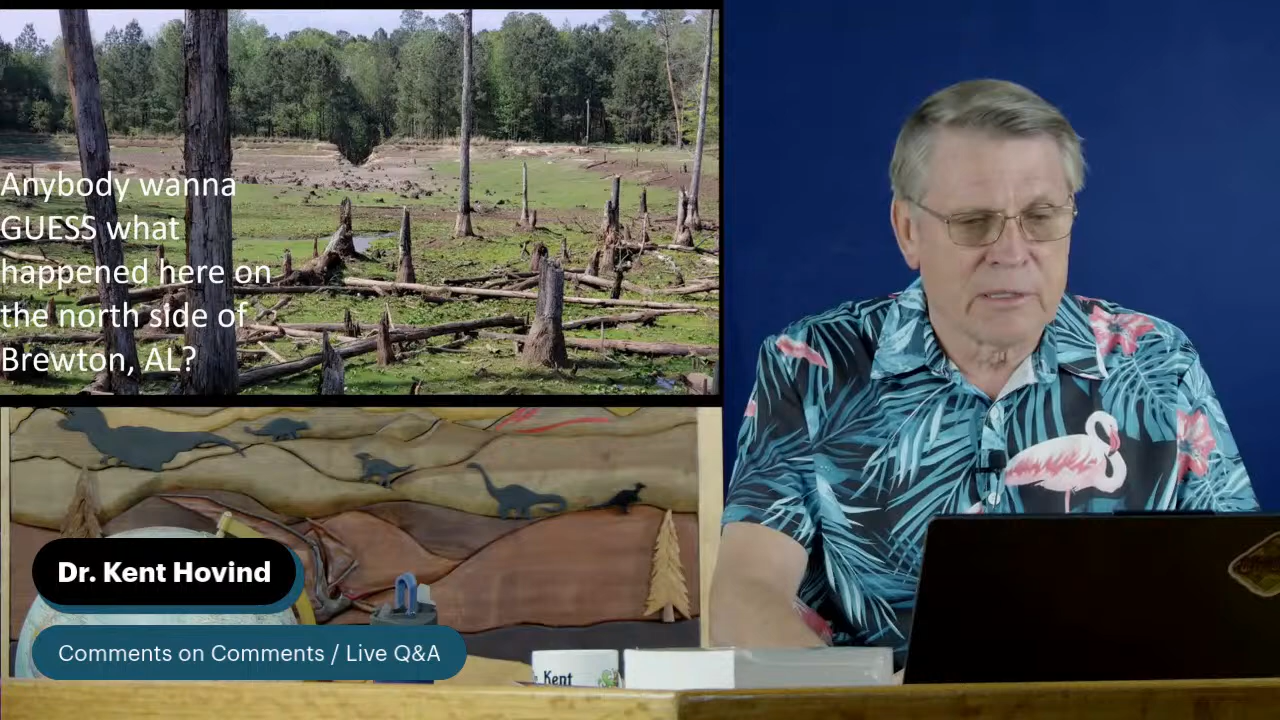 Anybody wanna
GUESS what
happened here on
the north side of
Brewton, AL?
Dr. Kent Hovind
Comments on Comments / Live Q&A
Kent